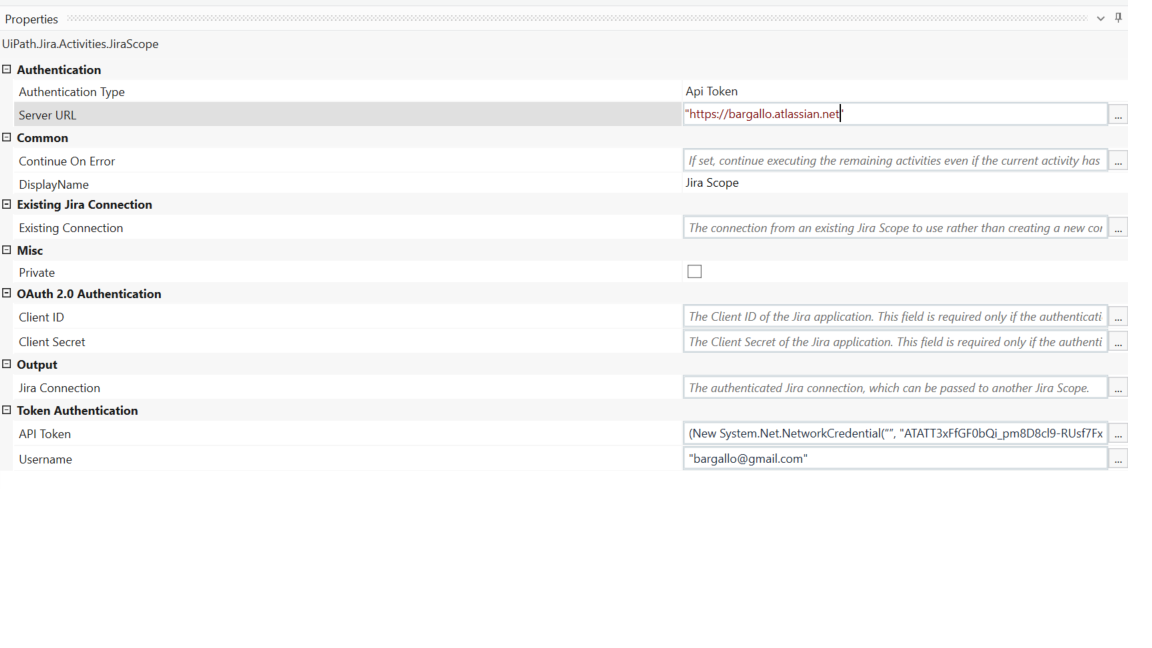 Properties
UiPath.Jira.Activities.JiraScope
Authentication
Authentication Type Api Token
Server URL "https://bargallo.atlassian.net" ...
Common
Continue On Error If set, continue executing the remaining activities even if the current activity has ...
DisplayName Jira Scope
Existing Jira Connection
Existing Connection The connection from an existing Jira Scope to use rather than creating a new cor ...
Misc
Private
OAuth 2.0 Authentication
Client ID The Client ID of the Jira application. This field is required only if the authenticati ...
Client Secret The Client Secret of the Jira application. This field is required only if the authenti ...
Output
Jira Connection The authenticated Jira connection, which can be passed to another Jira Scope. ...
Token Authentication
API Token (New System.Net.NetworkCredential("", "ATATT3xFfGF0bQi_pm8D8cl9-RUsf7Fx ...
Username "bargallo@gmail.com" ...